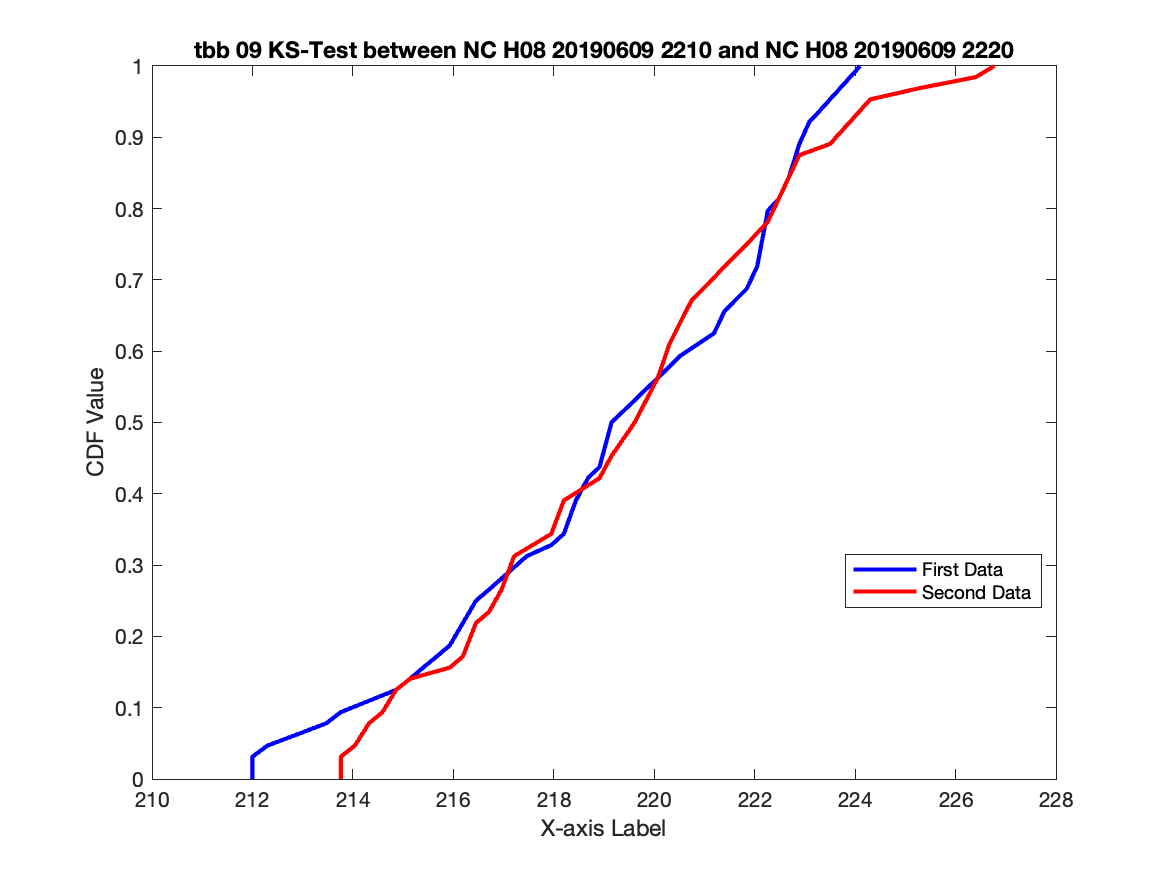 tbb 09 KS-Test between NC H08 20190609 2210 and NC H08 20190609 2220
1
0.9
0.8
0.7
0.6
0.5
0.4
0.3
0.2
0.1
0
CDF Value
First Data
Second Data
210 212 214 216 218 220 222 224 226 228
X-axis Label